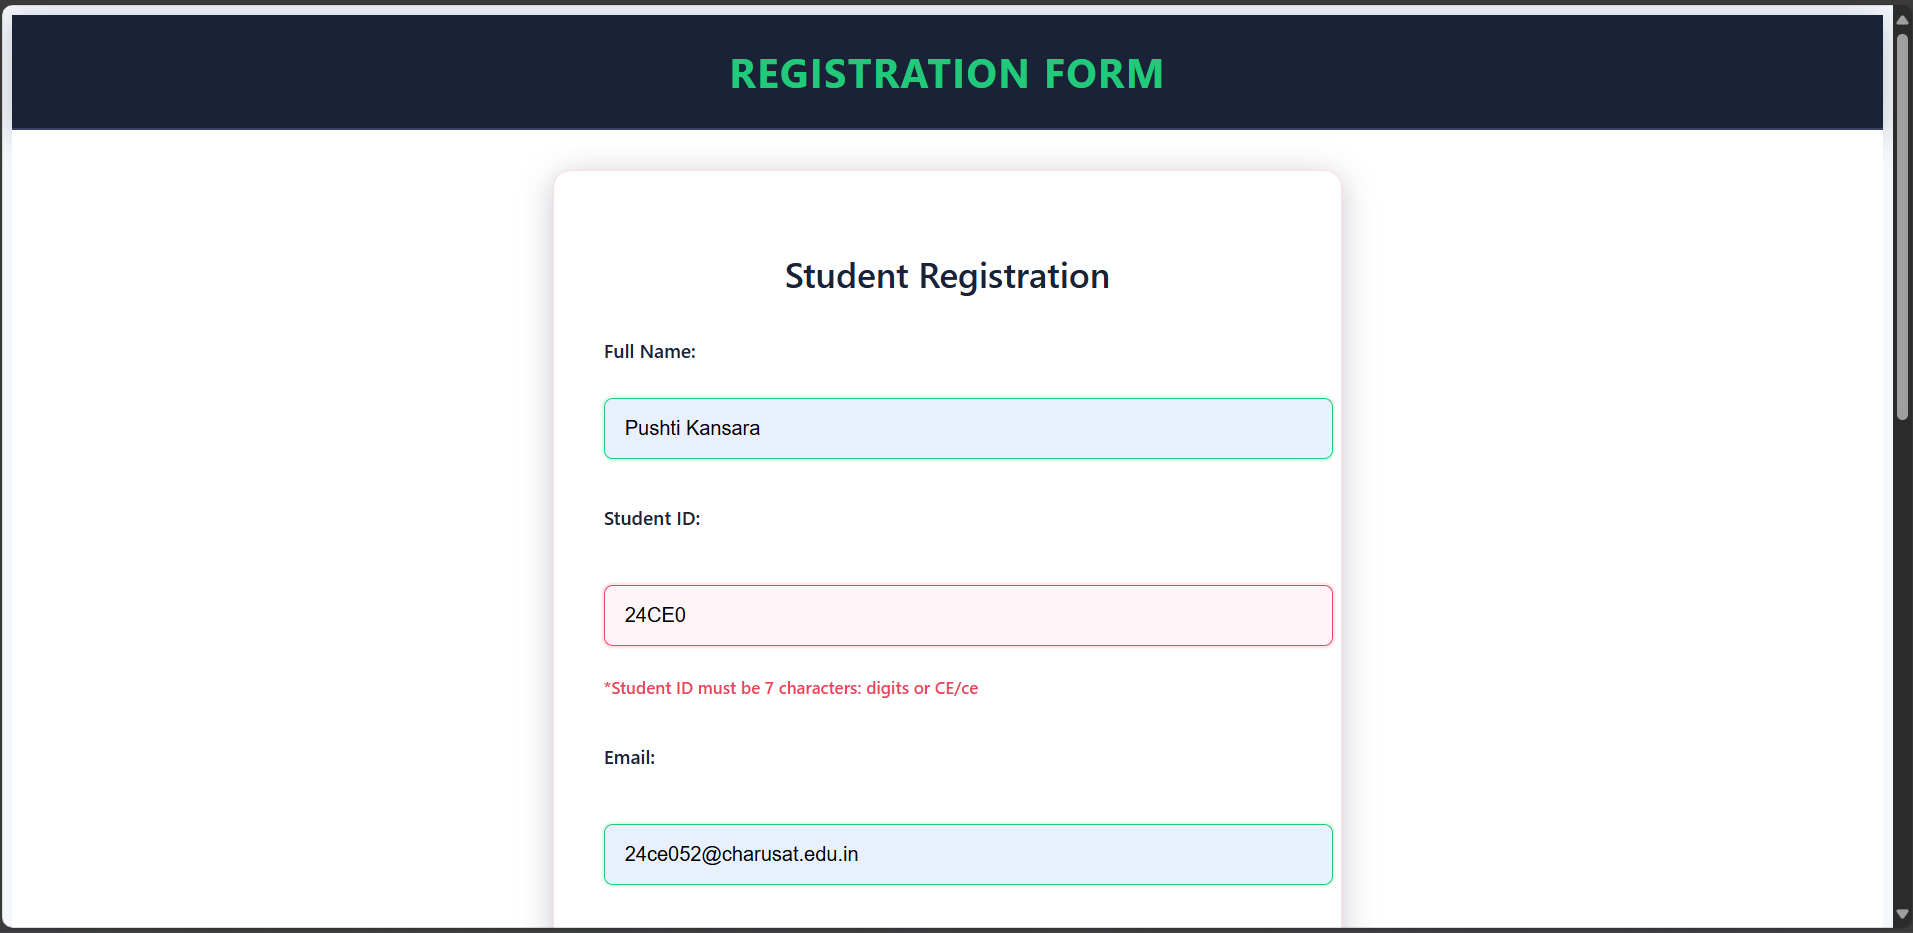 REGISTRATION FORM
Student Registration
Full Name:
Pushti Kansara
Student ID:
24CE0
*Student ID must be 7 characters: digits or CE/ce
Email:
24ce052@charusat.edu.in